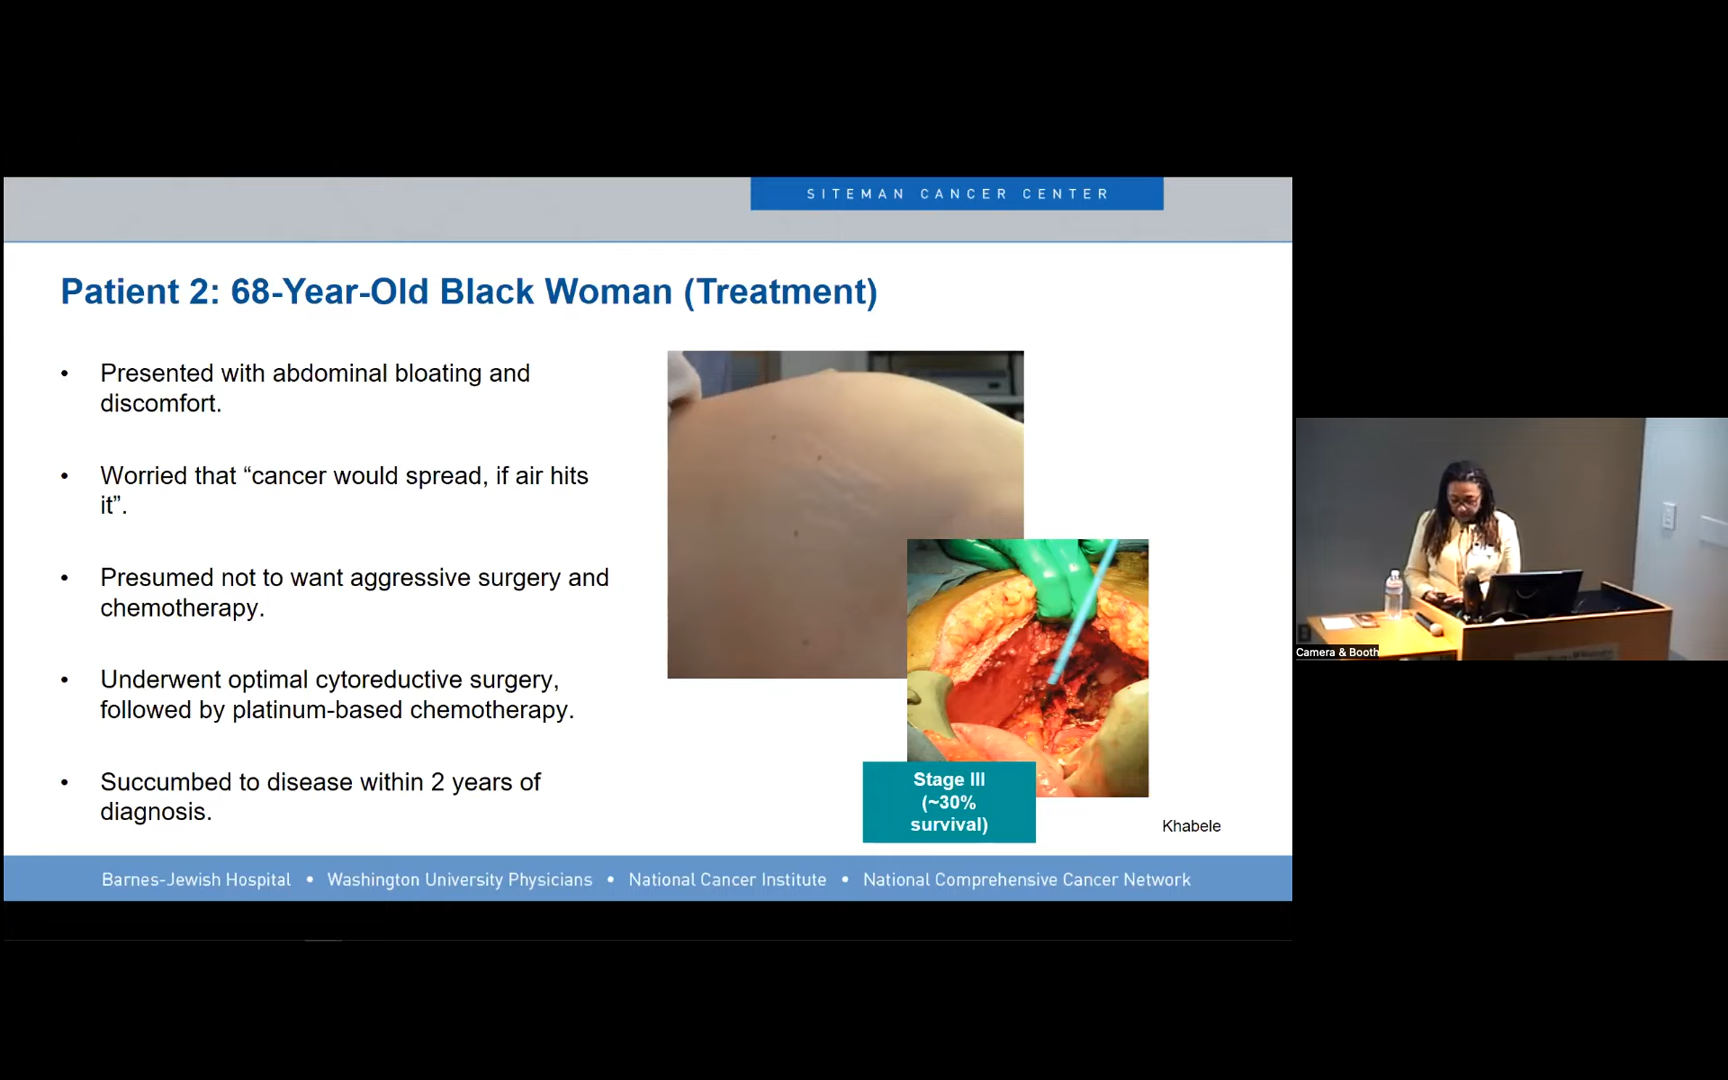 SITEMAN CANCER CENTER
Patient 2: 68-Year-Old Black Woman (Treatment)
• Presented with abdominal bloating and
discomfort.
• Worried that “cancer would spread, if air hits
it”.
• Presumed not to want aggressive surgery and
chemotherapy.
• Underwent optimal cytoreductive surgery,
followed by platinum-based chemotherapy.
• Succumbed to disease within 2 years of
diagnosis.
Stage III
(~30%
survival)
Khabele
Barnes-Jewish Hospital • Washington University Physicians • National Cancer Institute • National Comprehensive Cancer Network
Camera & Booth